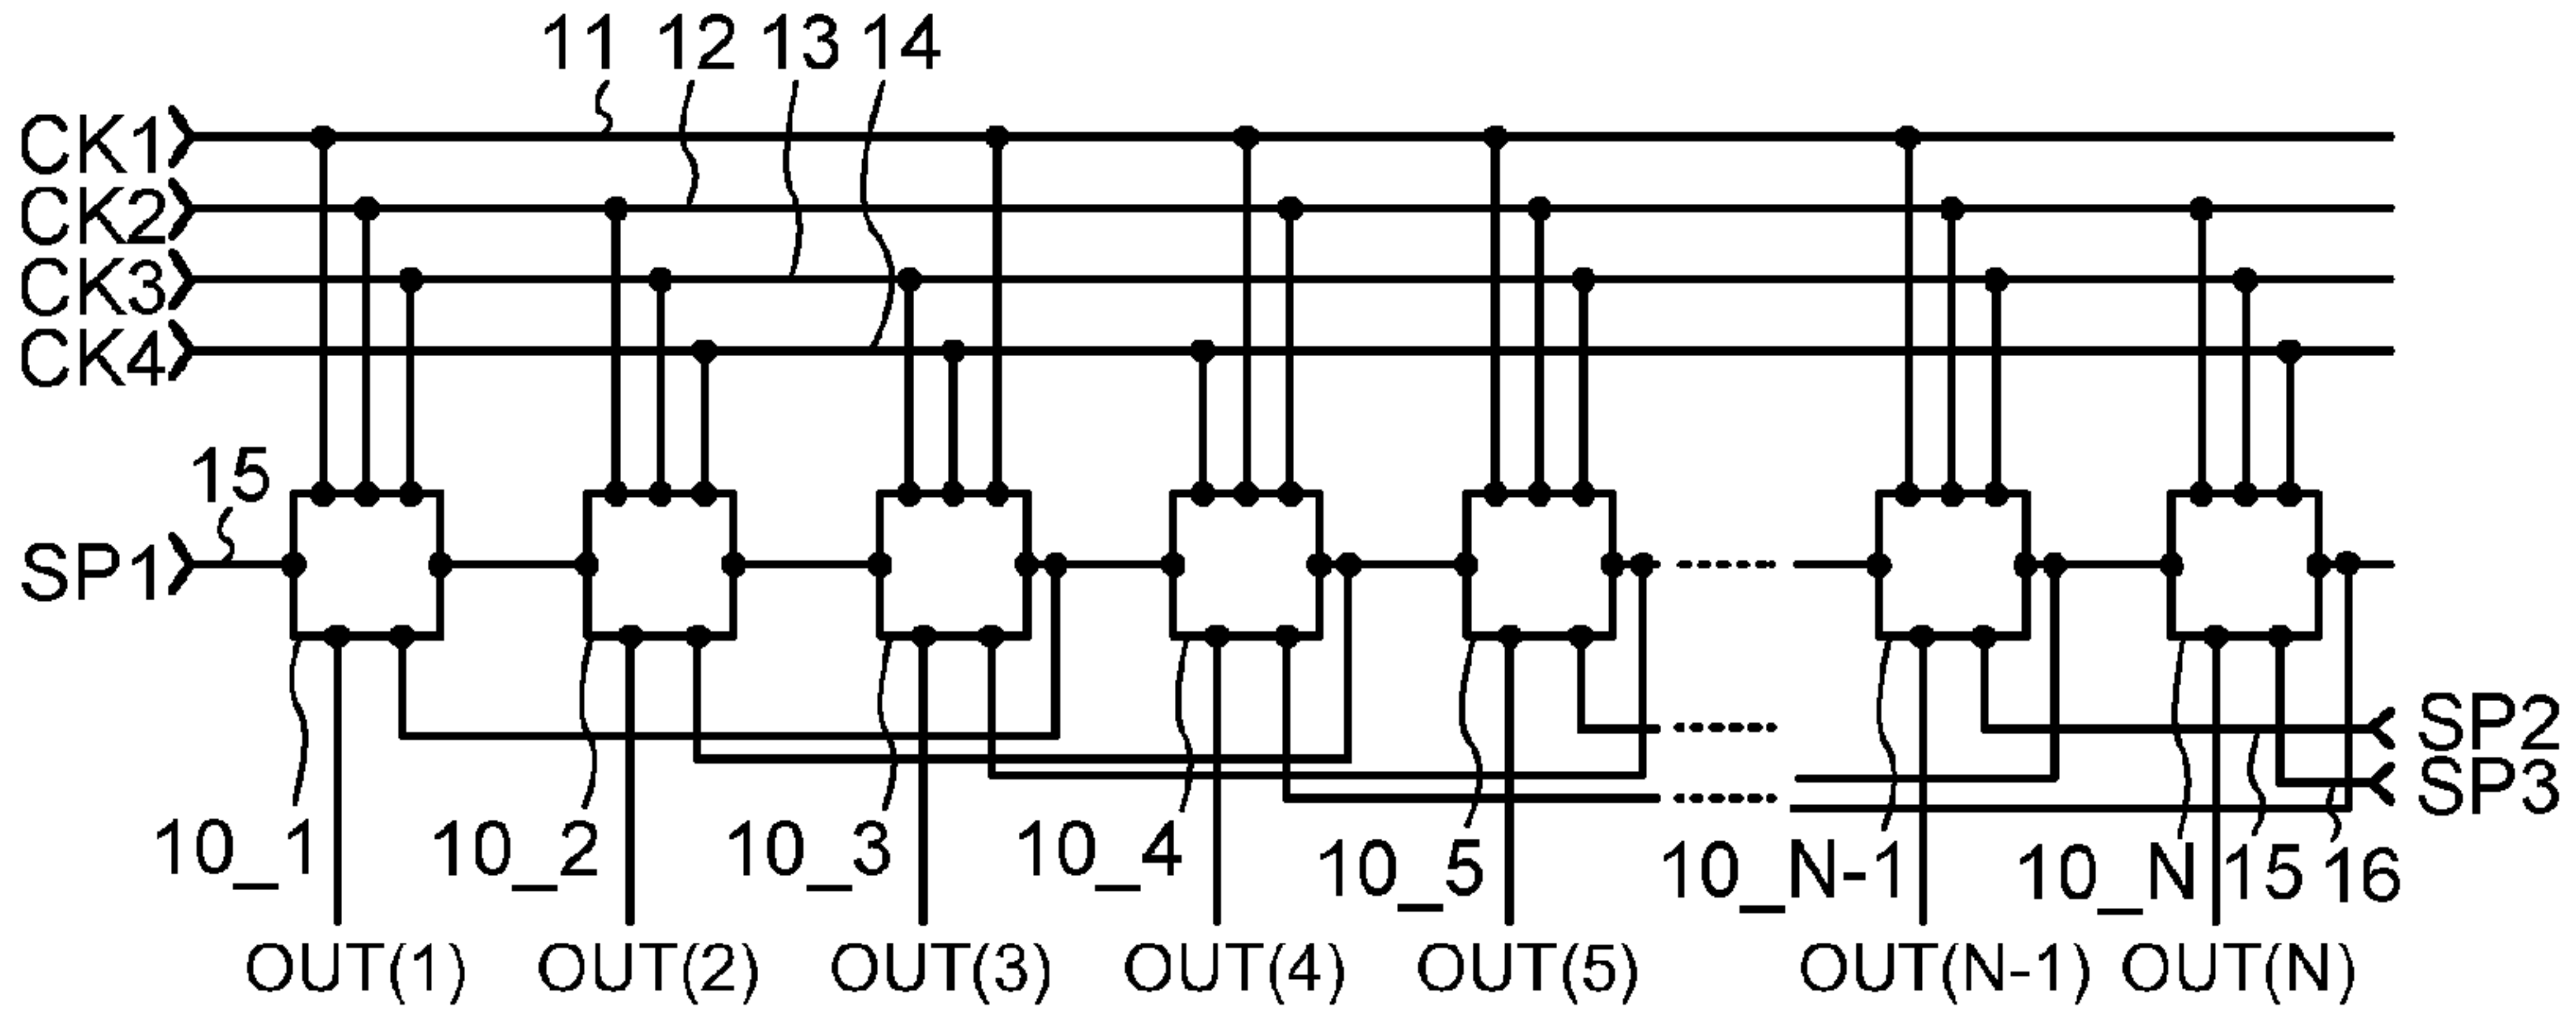 11 12 13 14
CK1
CK2
CK3
CK4
15
SP1
SP2
SP3
10_1 10_2 10_3 10_4 10_5 10_N-1 10_N 15 16
OUT(1) OUT(2) OUT(3) OUT(4) OUT(5) OUT(N-1) OUT(N)